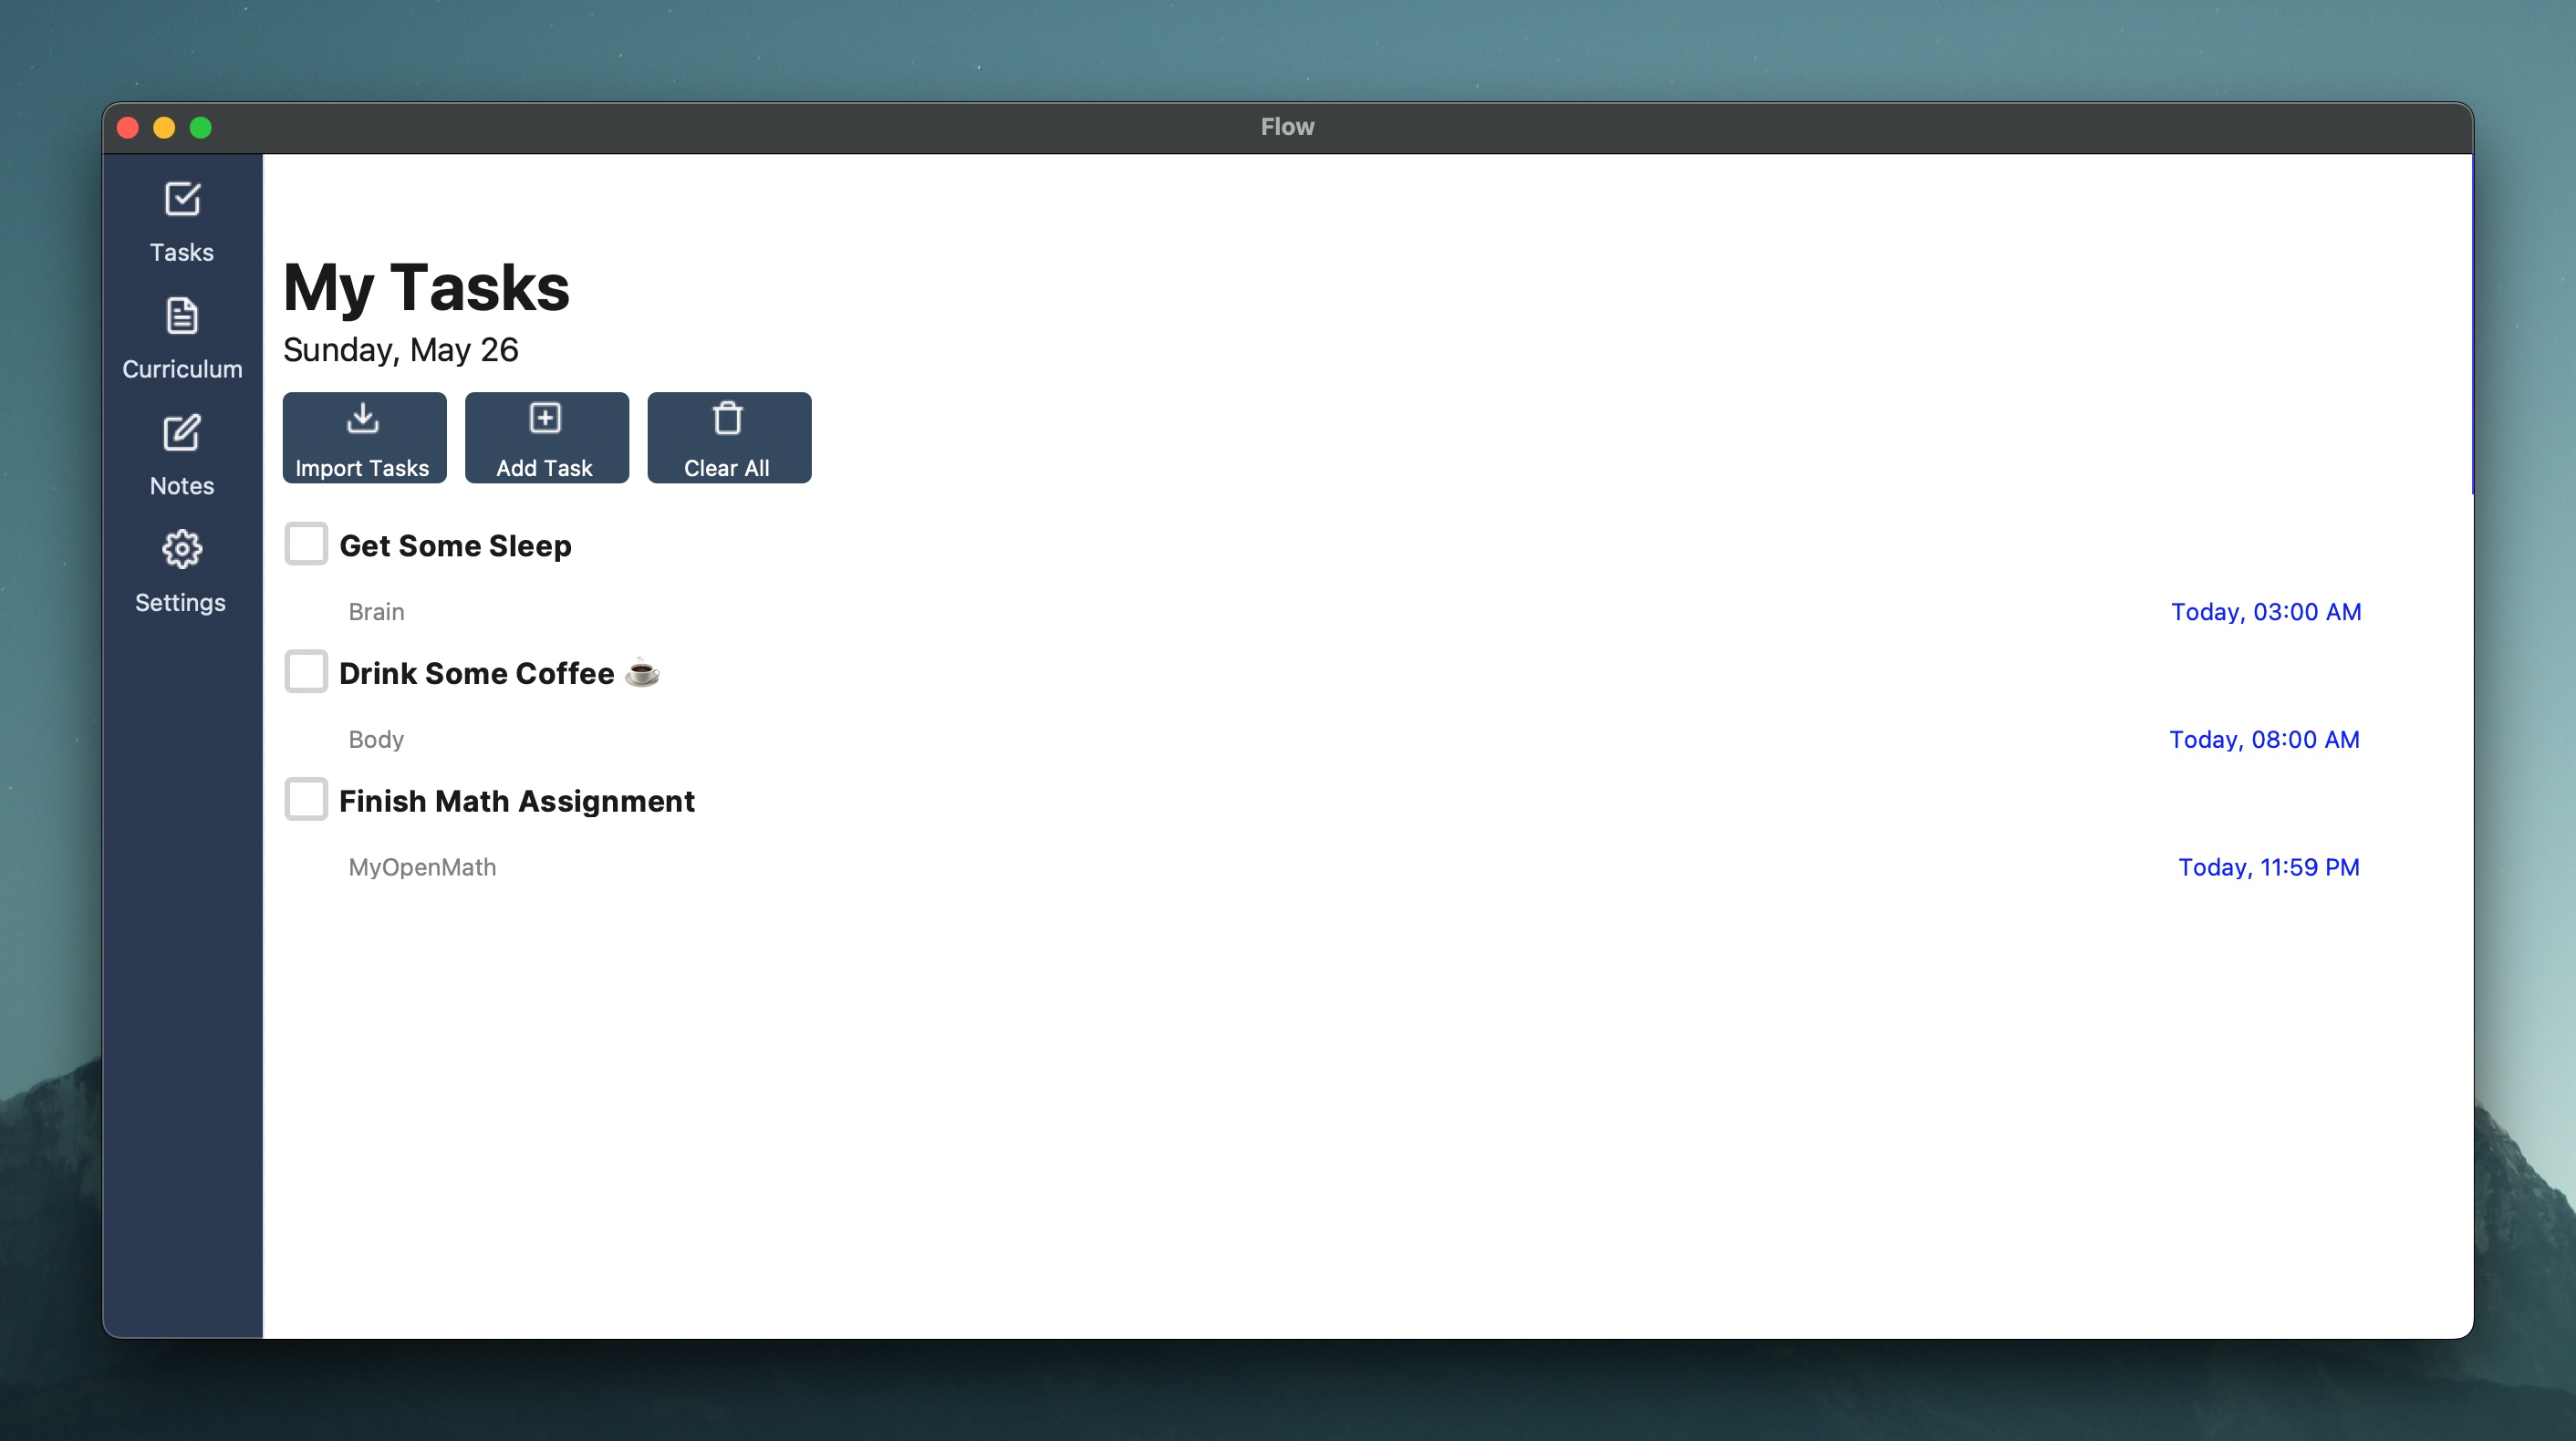 Flow
Tasks
Curriculum
Notes
Settings
My Tasks
Sunday, May 26
Import Tasks
Add Task
Clear All
Get Some Sleep
Brain
Today, 03:00 AM
Drink Some Coffee ☕
Body
Today, 08:00 AM
Finish Math Assignment
MyOpenMath
Today, 11:59 PM